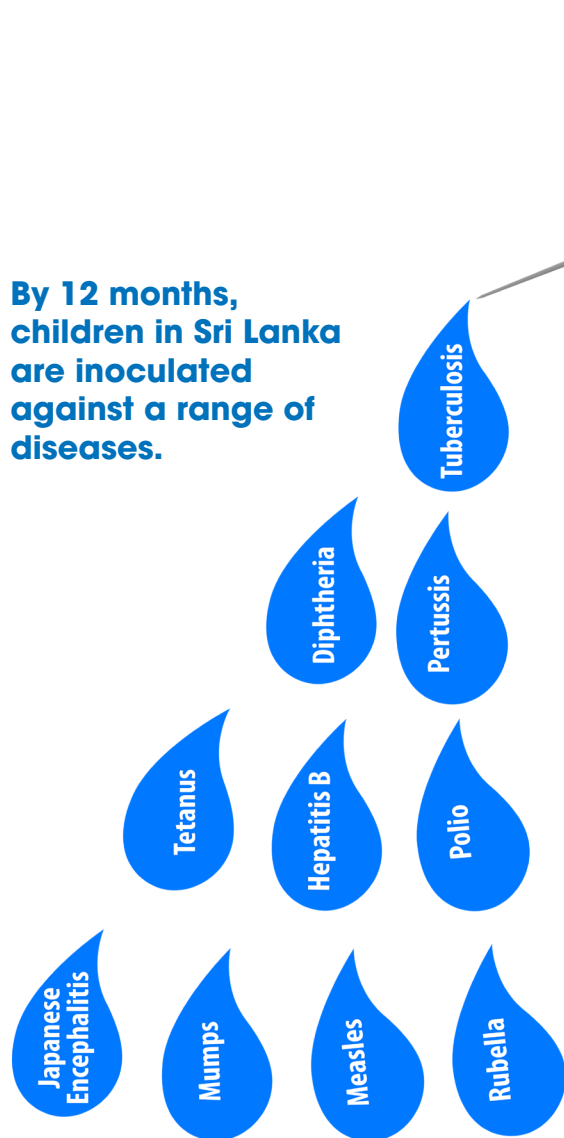 By 12 months,
children in Sri Lanka
are inoculated
against a range of
diseases.
Tuberculosis
Diphtheria
Pertussis
Tetanus
Hepatitis B
Polio
Japanese
Encephalitis
Mumps
Measles
Rubella